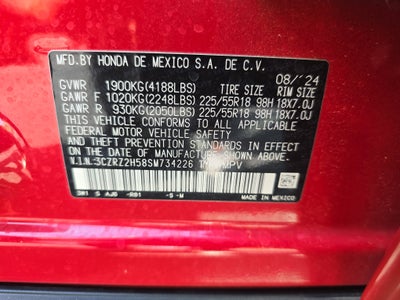 MFD.BY HONDA DE MEXICO S.A. DE C.V.
08/'24
GVWR 1900KG(4188LBS) TIRE SIZE RIM SIZE
GAWR F 1020KG(2248LBS) 225/55R18 98H 18X7.0J
GAWR R 930KG(2050LBS) 225/55R18 98H 18X7.0J
THIS VEHICLE CONFORMS TO ALL APPLICABLE
FEDERAL MOTOR VEHICLE SAFETY
AND THEFT PREVENTION STANDARDS IN EFFECT
ON THE DATE OF MANUFACTURE SHOWN ABOVE.
V.I.N.:3CZRZ2H58SM734226 MPV
-S -M
MADE IN MEXICO